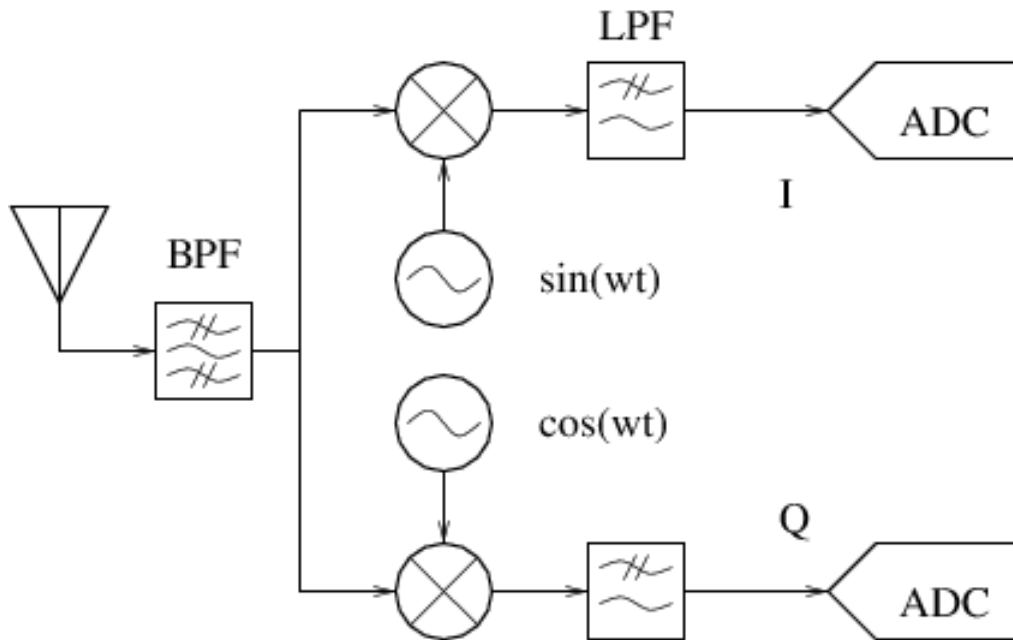 LPF
ADC
I
BPF
sin(wt)
cos(wt)
Q
ADC